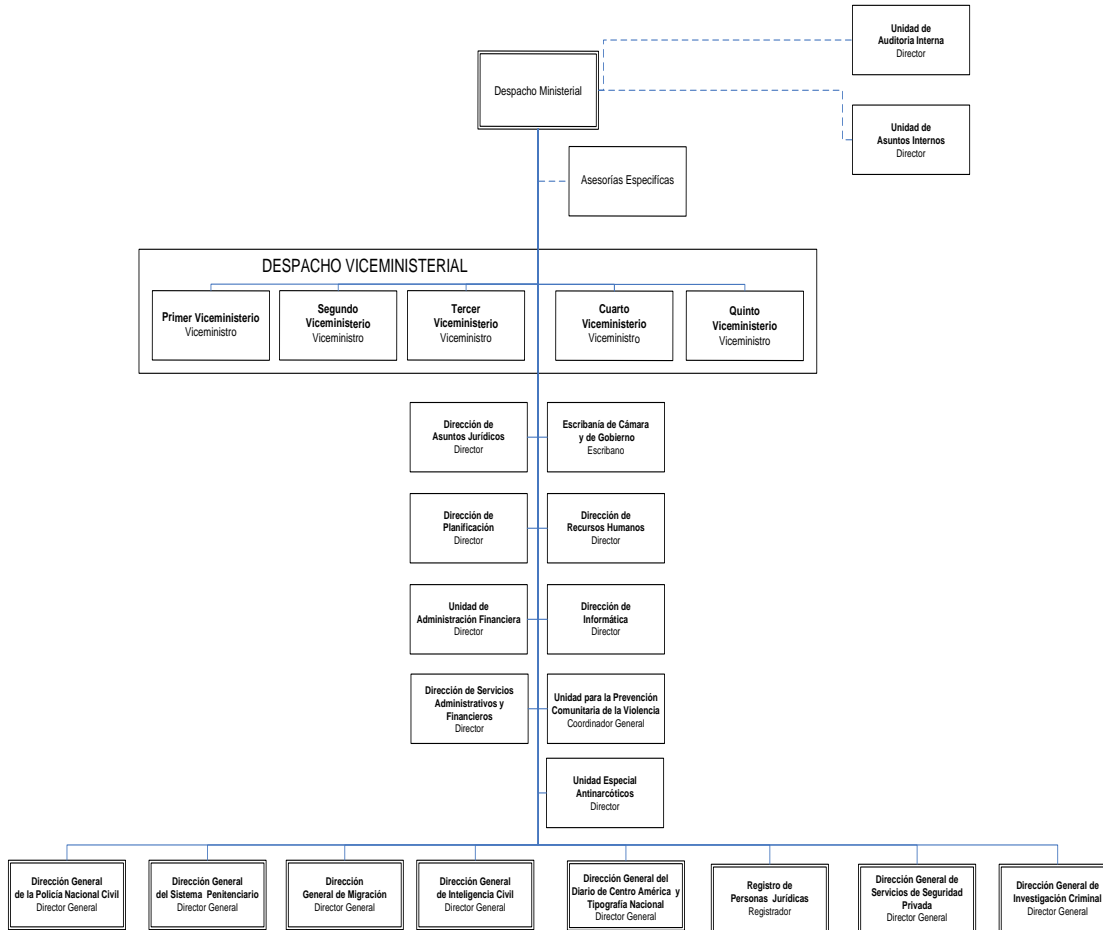 Unidad de
Auditoría Interna
Director
Despacho Ministerial
Unidad de
Asuntos Internos
Director
Asesorías Especifícas
DESPACHO VICEMINISTERIAL
Primer Viceministerio
Viceministro
Segundo
Viceministerio
Viceministro
Tercer
Viceministerio
Viceministro
Cuarto
Viceministerio
Viceministro
Quinto
Viceministerio
Viceministro
Dirección de
Asuntos Jurídicos
Director
Escribanía de Cámara
y de Gobierno
Escribano
Dirección de
Planificación
Director
Dirección de
Recursos Humanos
Director
Unidad de
Administración Financiera
Director
Dirección de
Informática
Director
Dirección de Servicios
Administrativos y
Financieros
Director
Unidad para la Prevención
Comunitaria de la Violencia
Coordinador General
Unidad Especial
Antinarcóticos
Director
Dirección General
de la Policía Nacional Civil
Director General
Dirección General
del Sistema Penitenciario
Director General
Dirección
General de Migración
Director General
Dirección General
de Inteligencia Civil
Director General
Dirección General del
Diario de Centro América y
Tipografía Nacional
Director General
Registro de
Personas Jurídicas
Registrador
Dirección General de
Servicios de Seguridad
Privada
Director General
Dirección General de
Investigación Criminal
Director General